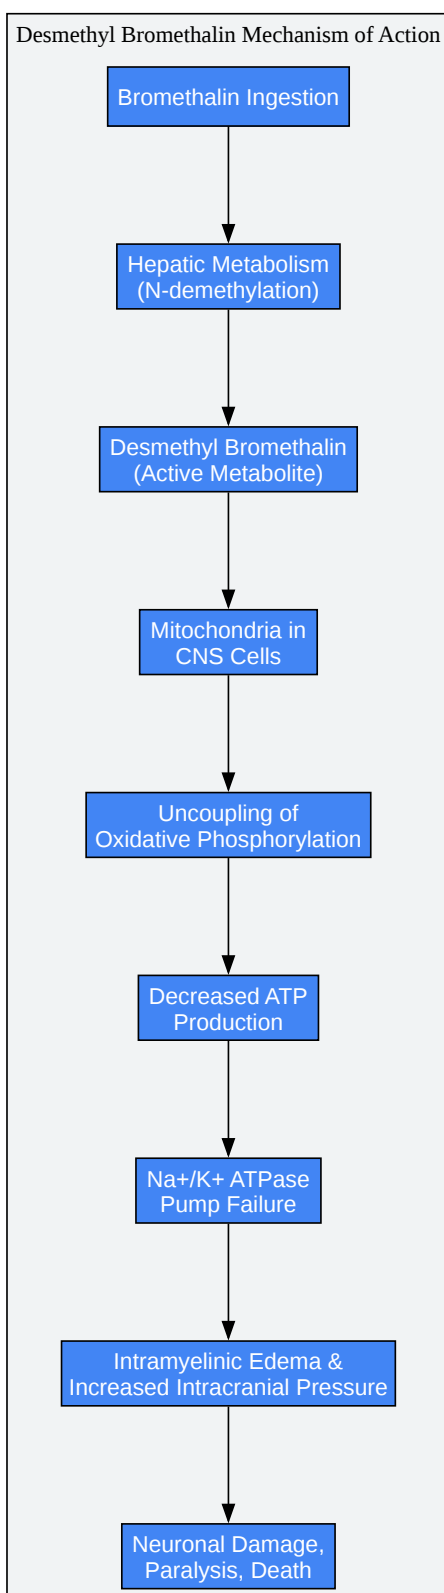 Desmethyl Bromethalin Mechanism of Action
Bromethalin Ingestion
Hepatic Metabolism
(N-demethylation)
Desmethyl Bromethalin
(Active Metabolite)
Mitochondria in
CNS Cells
Uncoupling of
Oxidative Phosphorylation
Decreased ATP
Production
Na+/K+ ATPase
Pump Failure
Intramyelinic Edema &
Increased Intracranial Pressure
Neuronal Damage,
Paralysis, Death